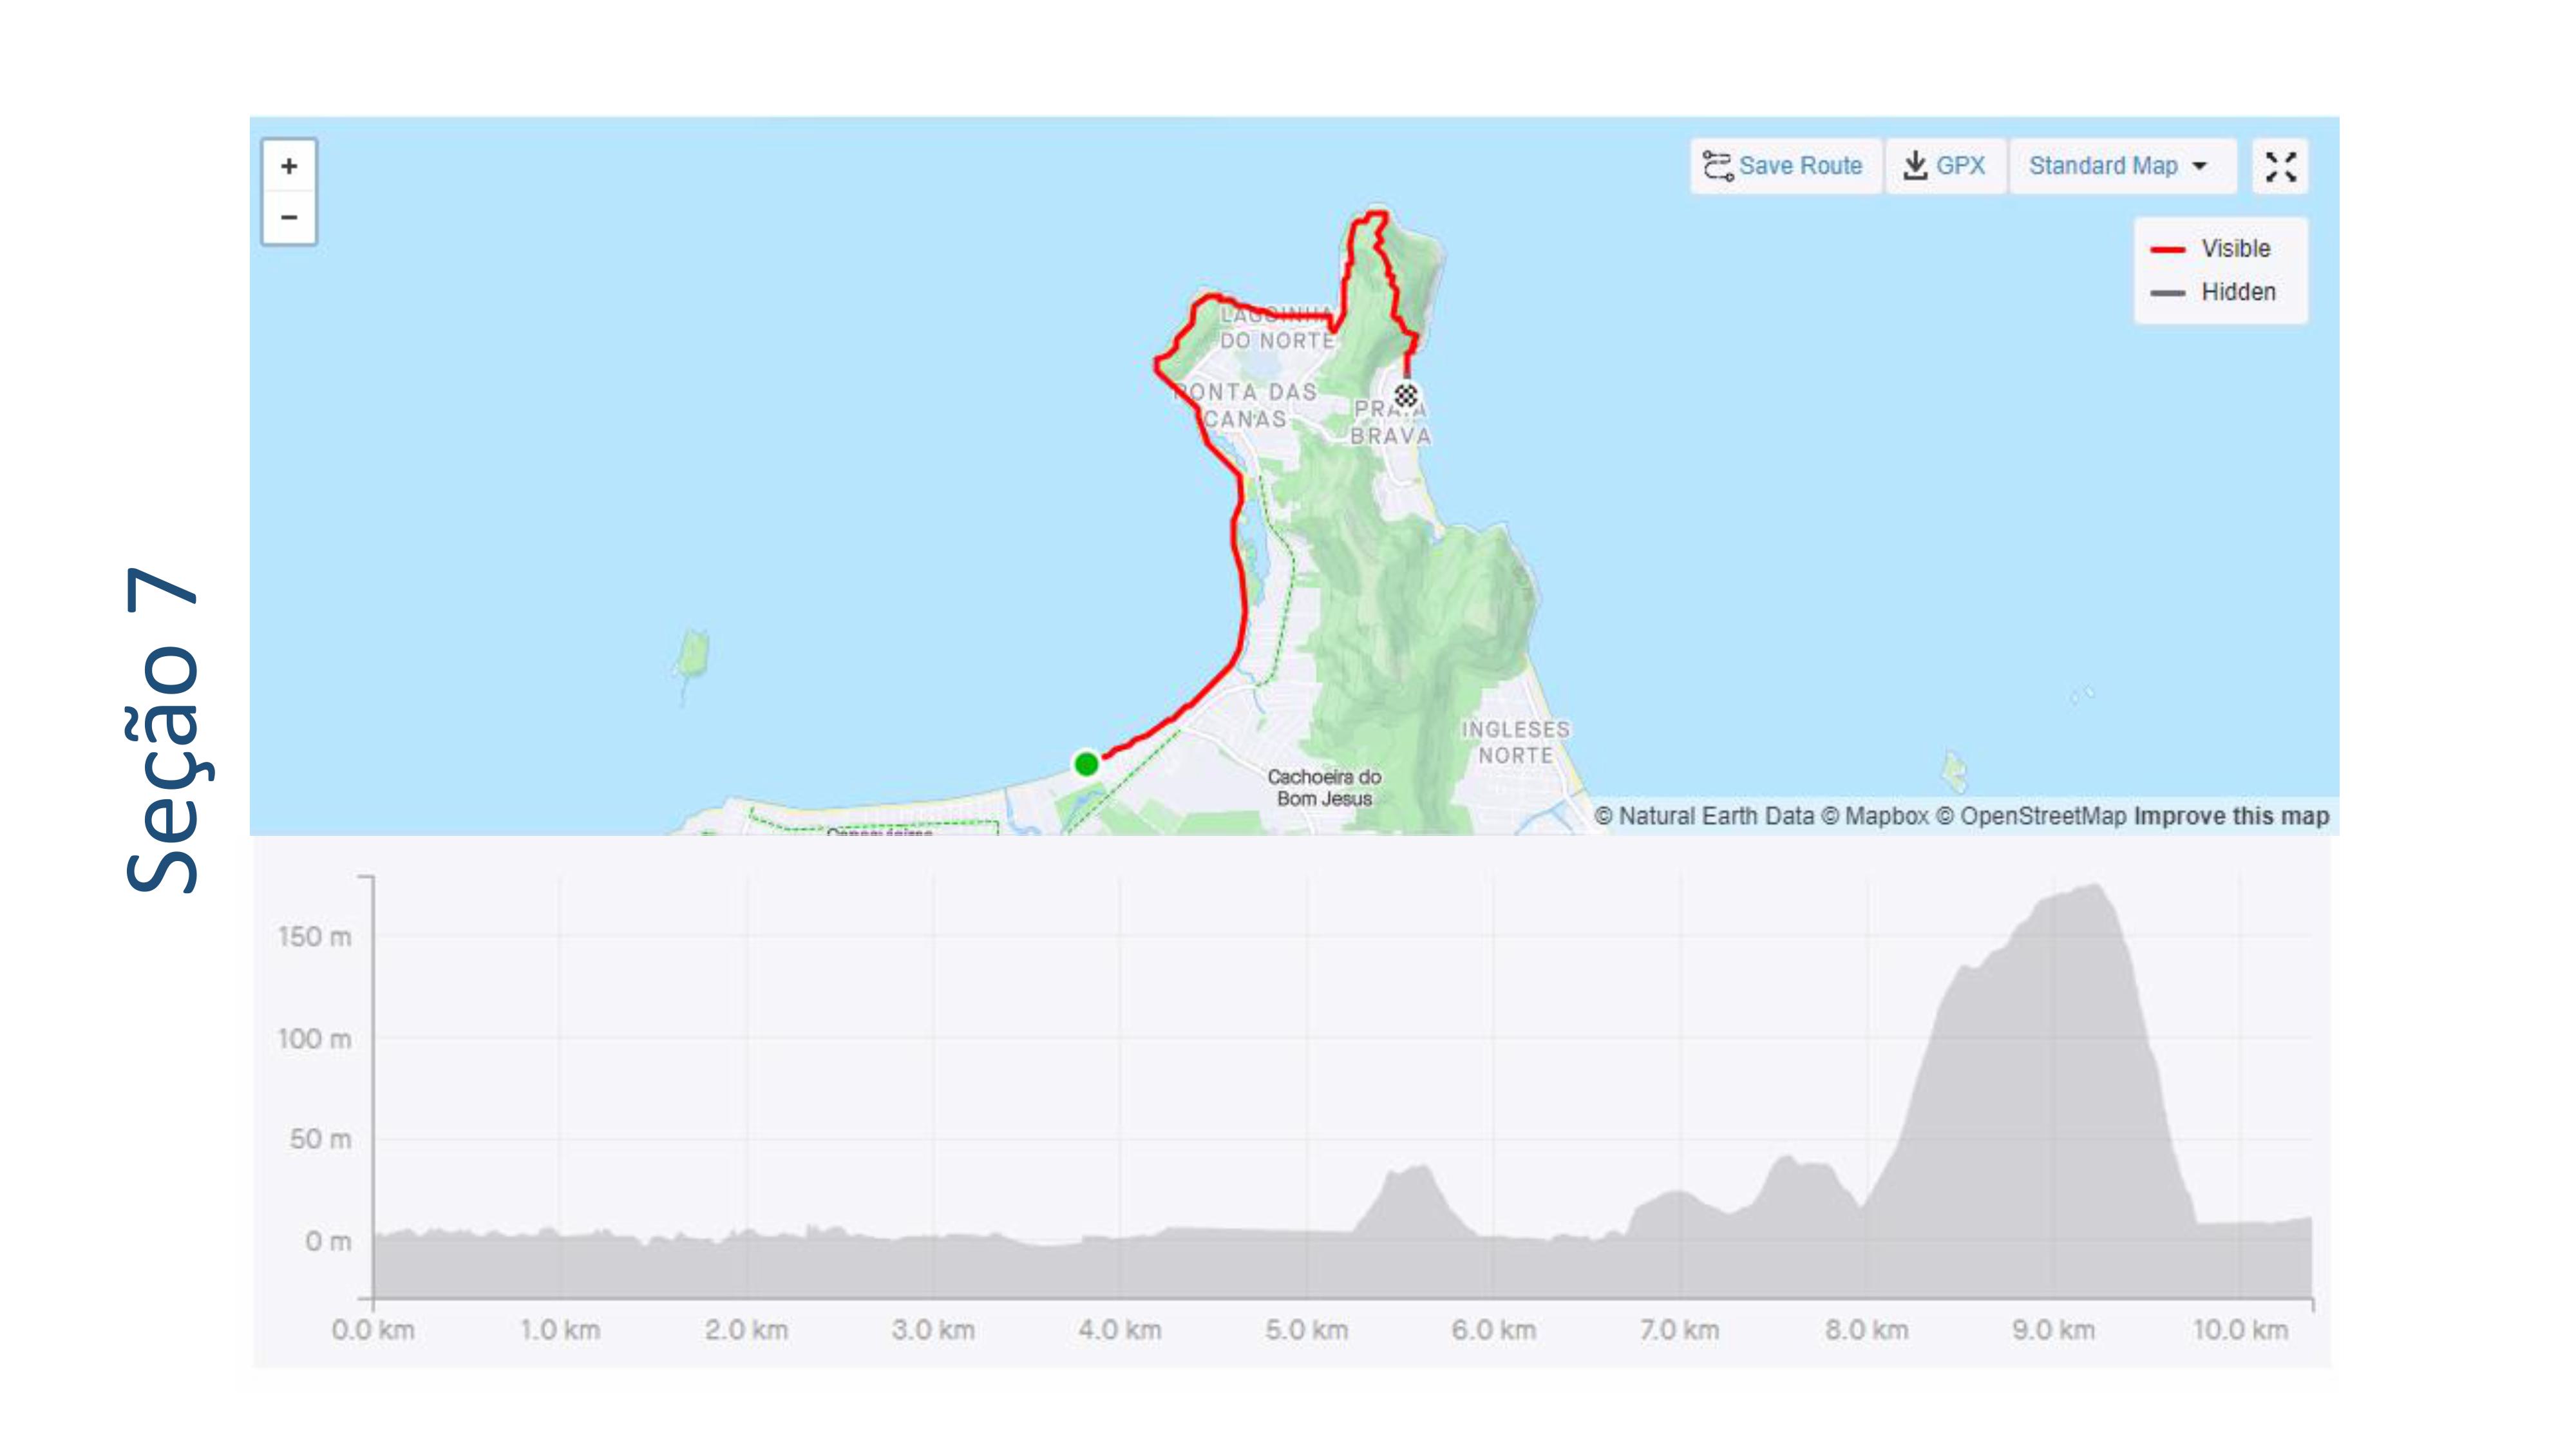 Seção 7
+
−
Save Route
GPX
Standard Map
Visible
Hidden
LAGOINHA
DO NORTE
PONTA DAS
CANAS
PRAIA
BRAVA
INGLESES
NORTE
Cachoeira do
Bom Jesus
© Natural Earth Data © Mapbox © OpenStreetMap Improve this map
150 m
100 m
50 m
0 m
0.0 km 1.0 km 2.0 km 3.0 km 4.0 km 5.0 km 6.0 km 7.0 km 8.0 km 9.0 km 10.0 km